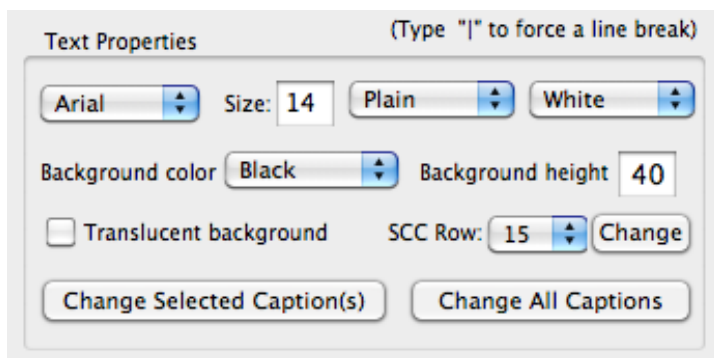 Text Properties (Type "|" to force a line break)
Arial Size: 14 Plain White
Background color Black Background height 40
Translucent background SCC Row: 15 Change
Change Selected Caption(s) Change All Captions